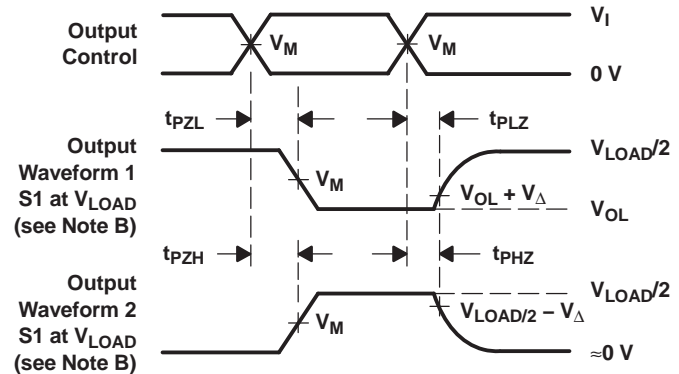 Output
Control
V_M
V_M
V_I
0 V
t_PZL
t_PLZ
Output
Waveform 1
S1 at V_LOAD
(see Note B)
V_M
V_OL + V_Δ
V_LOAD/2
V_OL
t_PZH
t_PHZ
Output
Waveform 2
S1 at V_LOAD
(see Note B)
V_M
V_LOAD/2 − V_Δ
V_LOAD/2
≈0 V